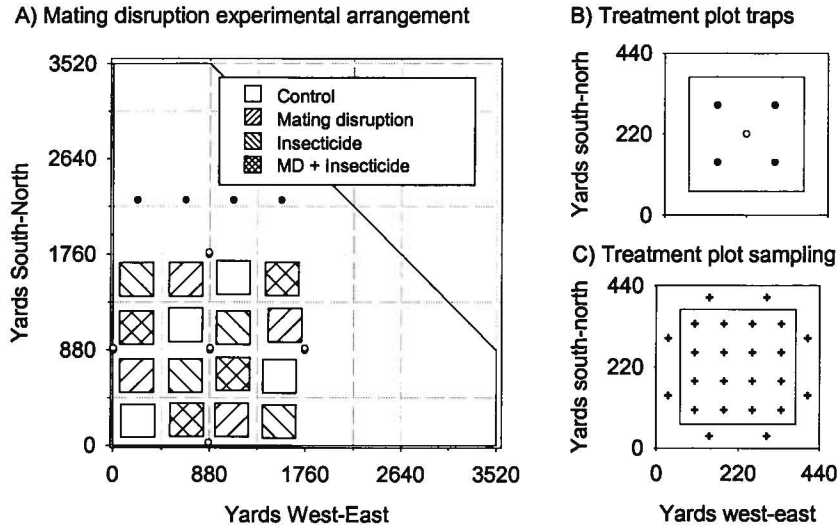 A) Mating disruption experimental arrangement
3520
2640
1760
880
0
Yards South-North
Control
Mating disruption
Insecticide
MD + Insecticide
0 880 1760 2640 3520
Yards West-East
B) Treatment plot traps
440
220
0
Yards south-north
C) Treatment plot sampling
440
220
0
Yards south-north
0 220 440
Yards west-east